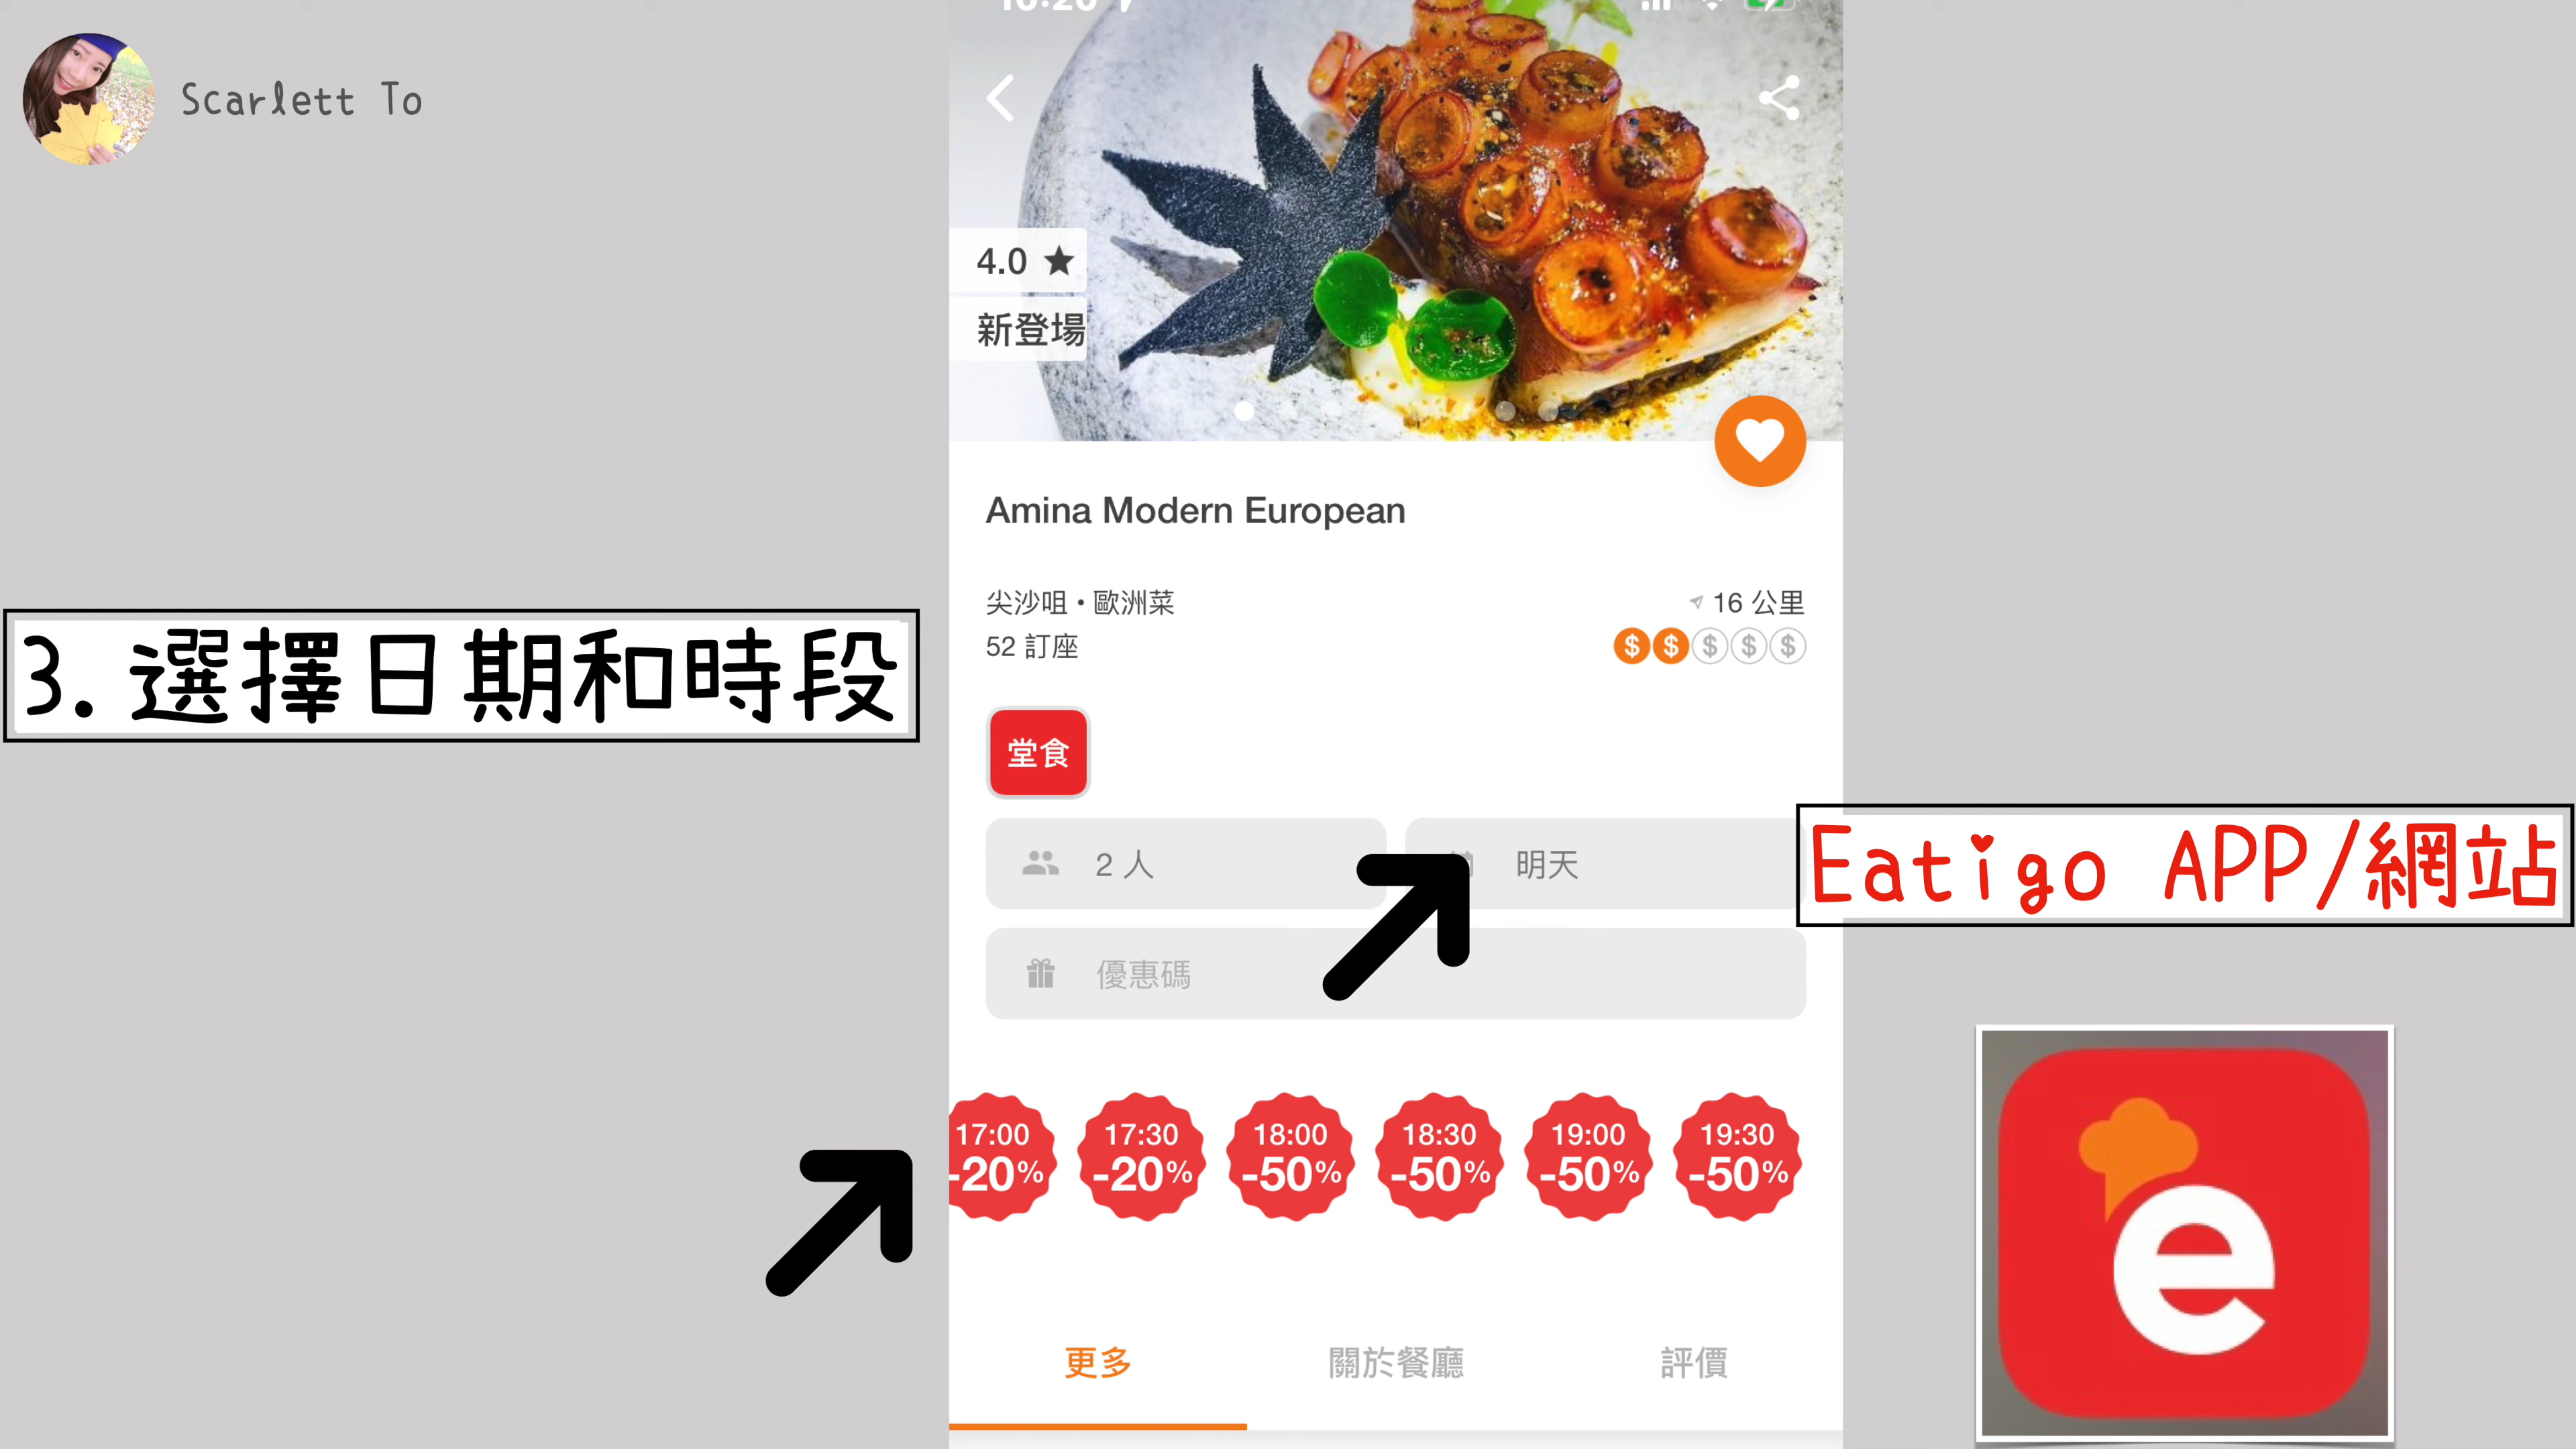 Scarlett To
4.0 ★
新登場
Amina Modern European
尖沙咀・歐洲菜
16 公里
52 訂座
$ $ $ $ $
3.選擇日期和時段
堂食
2 人
明天
Eatigo APP/網站
優惠碼
17:00 17:30 18:00 18:30 19:00 19:30
-20% -20% -50% -50% -50% -50%
e
更多 關於餐廳 評價